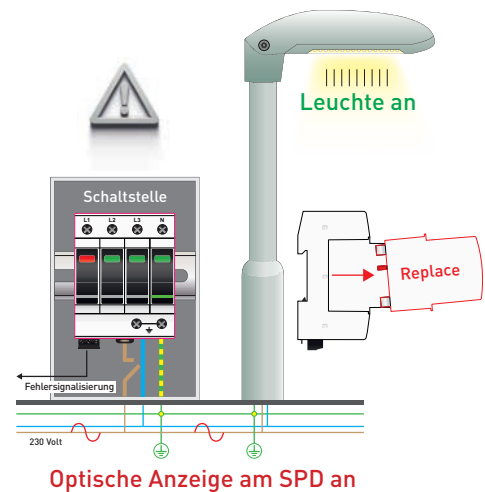 Leuchte an
Schaltstelle
L1 L2 L3 N
Replace
Fehlersignalisierung
230 Volt
Optische Anzeige am SPD an